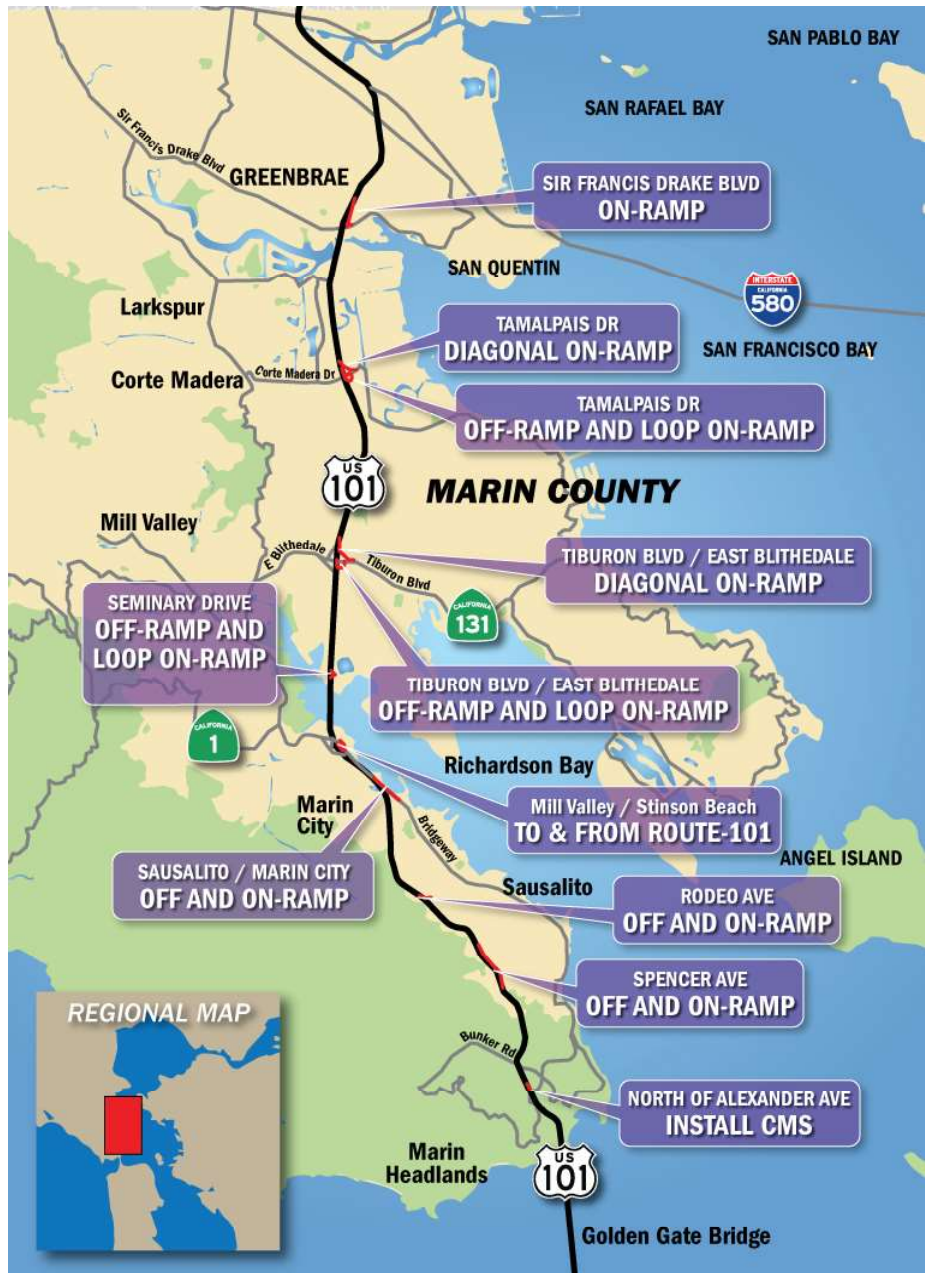 SAN PABLO BAY
SAN RAFAEL BAY
Sir Francis Drake Blvd
GREENBRAE
SIR FRANCIS DRAKE BLVD
ON-RAMP
SAN QUENTIN
INTERSTATE
CALIFORNIA
580
Larkspur
TAMALPAIS DR
DIAGONAL ON-RAMP
SAN FRANCISCO BAY
Corte Madera
Corte Madera Dr
TAMALPAIS DR
OFF-RAMP AND LOOP ON-RAMP
US
101
MARIN COUNTY
Mill Valley
E Blithedale
Tiburon Blvd
TIBURON BLVD / EAST BLITHEDALE
DIAGONAL ON-RAMP
CALIFORNIA
131
SEMINARY DRIVE
OFF-RAMP AND
LOOP ON-RAMP
TIBURON BLVD / EAST BLITHEDALE
OFF-RAMP AND LOOP ON-RAMP
CALIFORNIA
1
Richardson Bay
Marin
City
Bridgeway
Mill Valley / Stinson Beach
TO & FROM ROUTE-101
ANGEL ISLAND
SAUSALITO / MARIN CITY
OFF AND ON-RAMP
Sausalito
RODEO AVE
OFF AND ON-RAMP
SPENCER AVE
OFF AND ON-RAMP
REGIONAL MAP
Bunker Rd
NORTH OF ALEXANDER AVE
INSTALL CMS
Marin
Headlands
US
101
Golden Gate Bridge